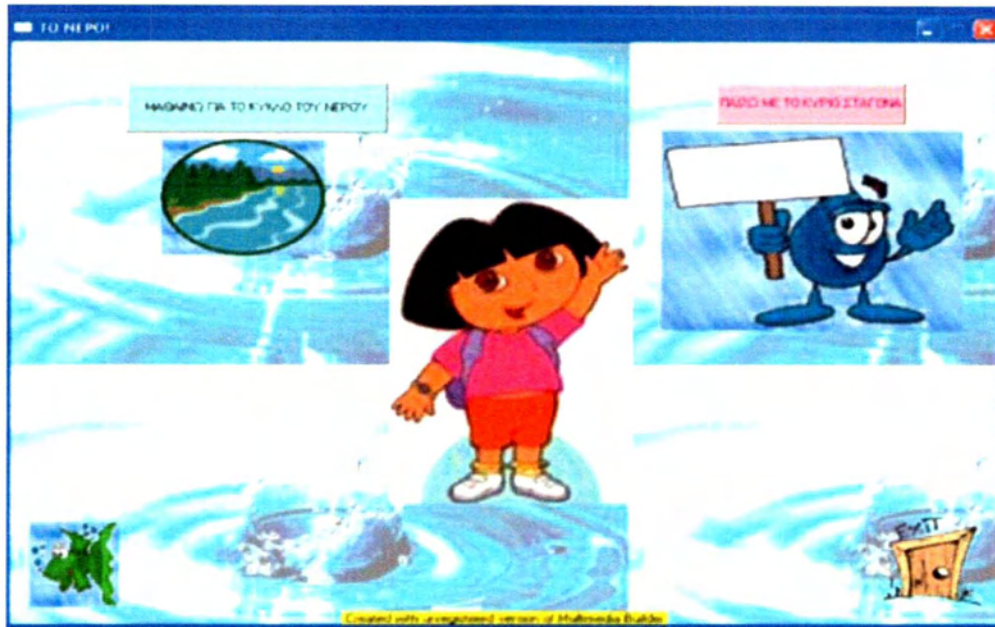 ΤΟ ΝΕΡΟ!
ΜΑΘΑΙΝΩ ΓΙΑ ΤΟ ΚΥΚΛΟ ΤΟΥ ΝΕΡΟΥ
ΠΑΙΖΩ ΜΕ ΤΟ ΚΥΡΙΟ ΣΤΑΓΟΝΑ
Created with unregistered version of Multimedia Builder